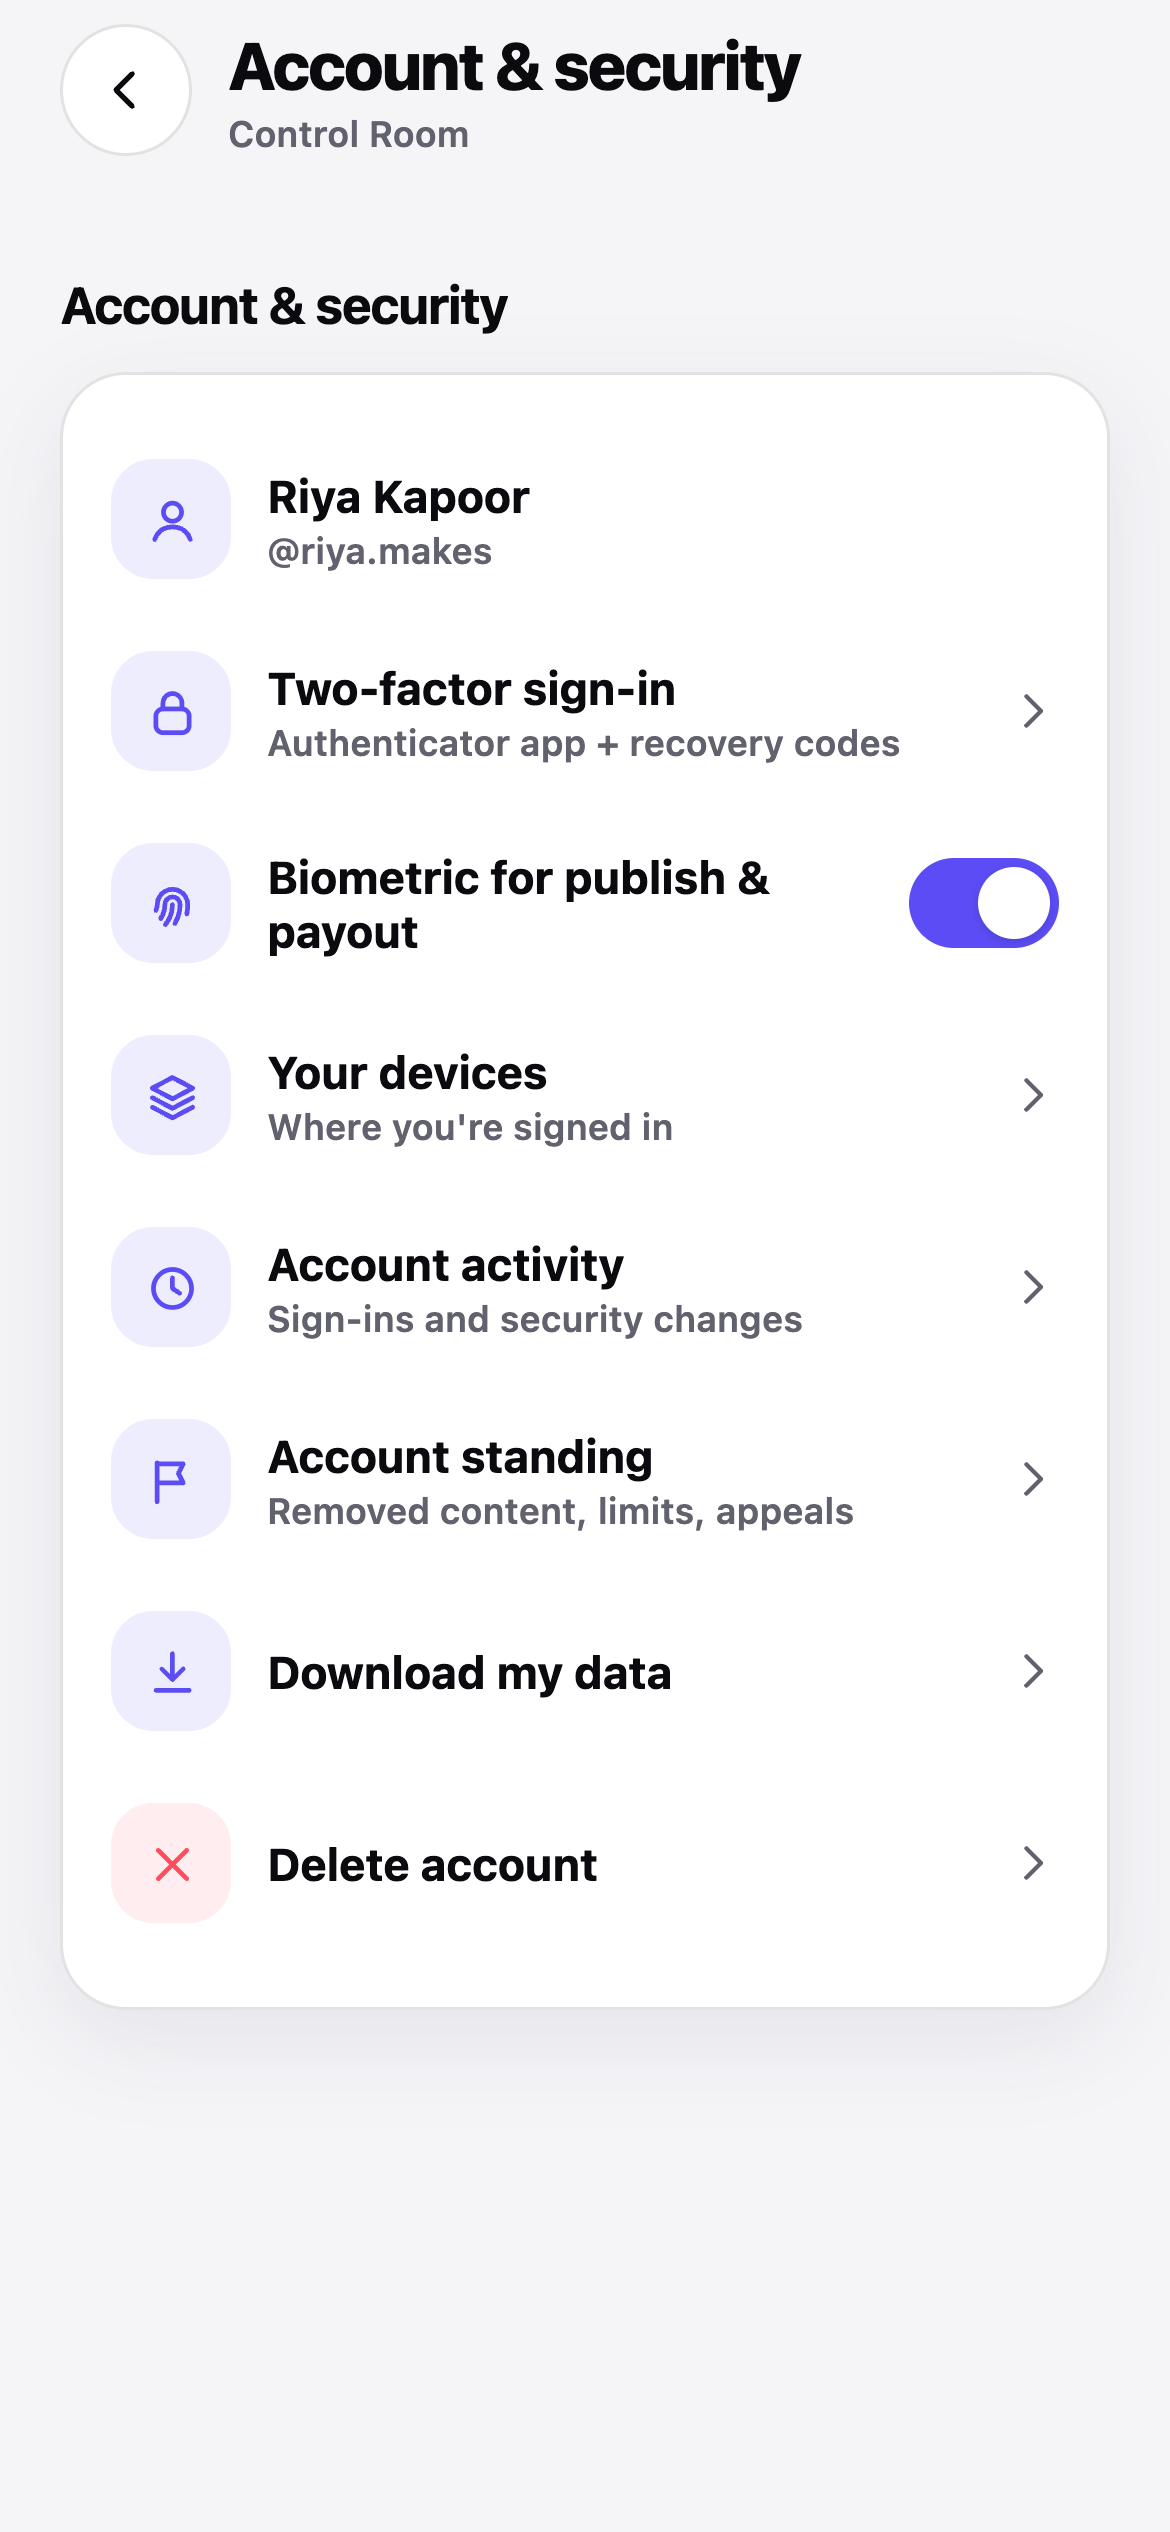 Account & security
Control Room
Account & security
Riya Kapoor
@riya.makes
Two-factor sign-in
Authenticator app + recovery codes
Biometric for publish &
payout
Your devices
Where you're signed in
Account activity
Sign-ins and security changes
Account standing
Removed content, limits, appeals
Download my data
Delete account